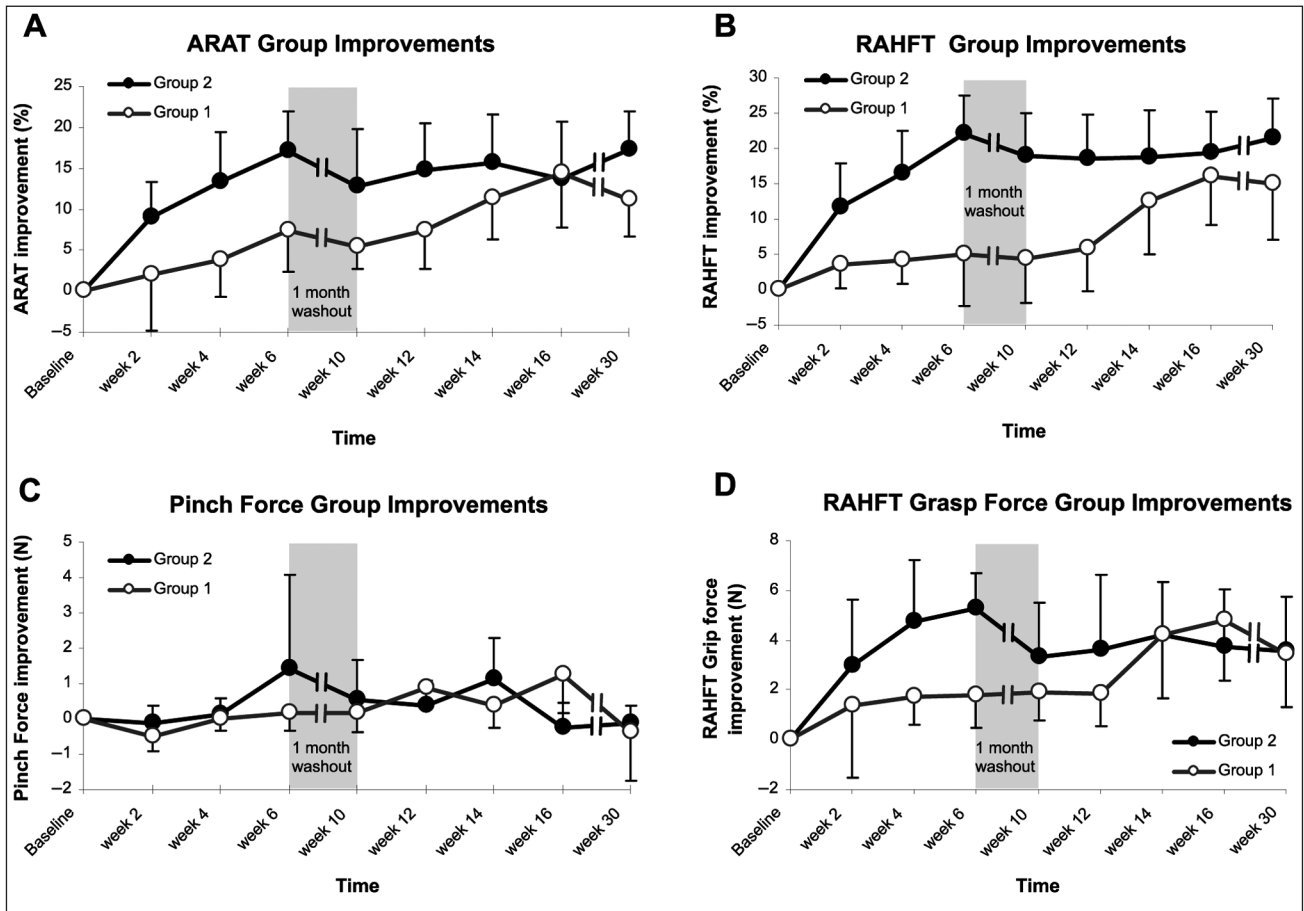 A
ARAT Group Improvements
Group 2
Group 1
ARAT improvement (%)
25
20
15
10
5
0
–5
1 month
washout
Baseline
week 2
week 4
week 6
week 10
week 12
week 14
week 16
week 30
Time
B
RAHFT Group Improvements
Group 2
Group 1
RAHFT improvement (%)
30
25
20
15
10
5
0
–5
1 month
washout
Baseline
week 2
week 4
week 6
week 10
week 12
week 14
week 16
week 30
Time
C
Pinch Force Group Improvements
Group 2
Group 1
Pinch Force improvement (N)
5
4
3
2
1
0
–1
–2
1 month
washout
Baseline
week 2
week 4
week 6
week 10
week 12
week 14
week 16
week 30
Time
D
RAHFT Grasp Force Group Improvements
RAHFT Grip force
improvement (N)
8
6
4
2
0
–2
1 month
washout
Group 2
Group 1
Baseline
week 2
week 4
week 6
week 10
week 12
week 14
week 16
week 30
Time